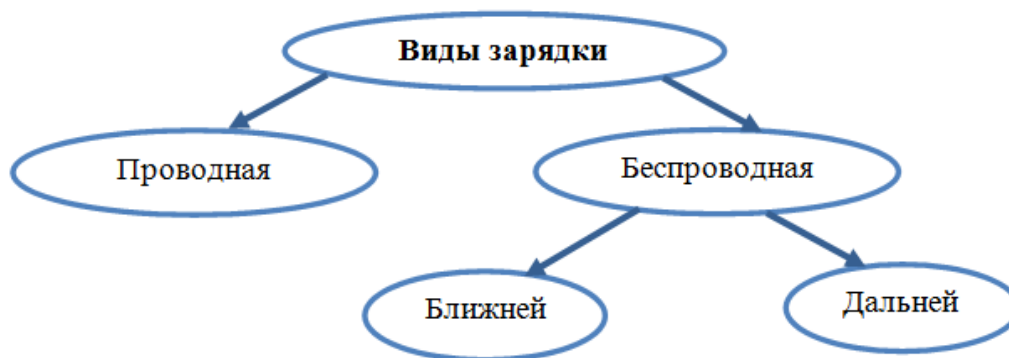 Виды зарядки
Проводная
Беспроводная
Ближней
Дальней